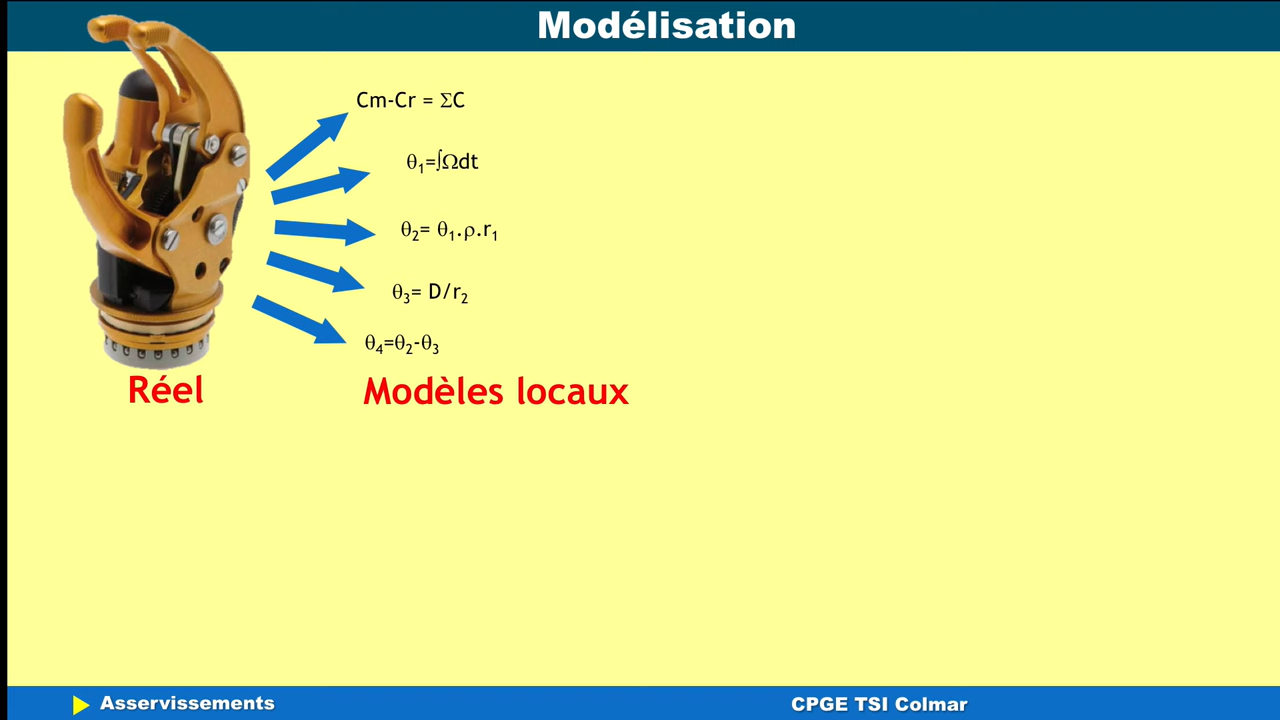 Modélisation
Cm-Cr = ΣC
θ₁=∫Ωdt
θ₂= θ₁.ρ.r₁
θ₃= D/r₂
θ₄=θ₂-θ₃
Réel
Modèles locaux
Asservissements
CPGE TSI Colmar